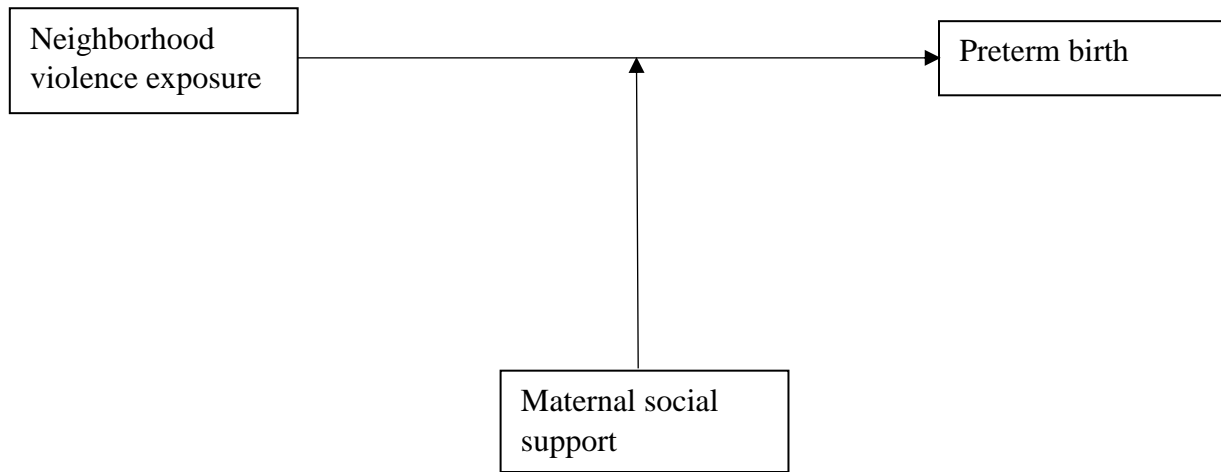 Neighborhood
violence exposure
Preterm birth
Maternal social
support